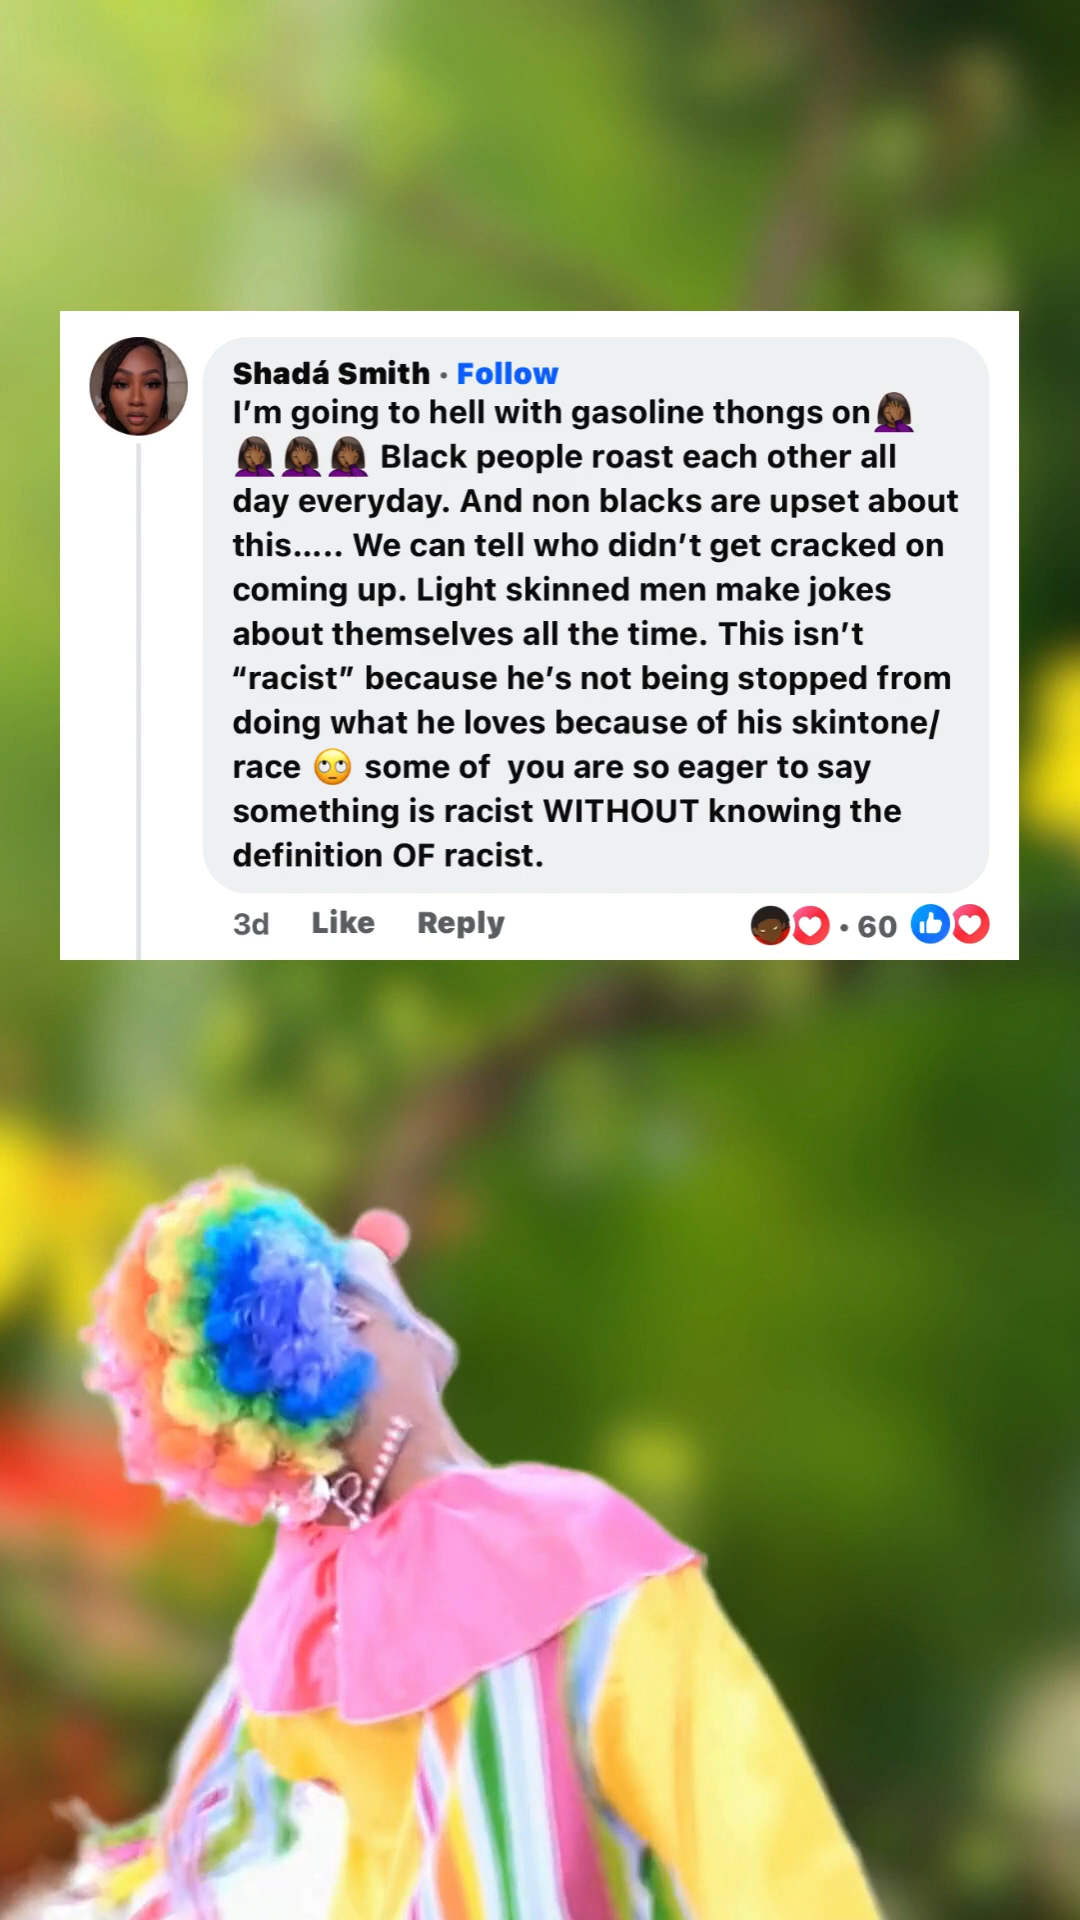 Shadá Smith · Follow
I’m going to hell with gasoline thongs on🤦🏾‍♀️
🤦🏾‍♀️🤦🏾‍♀️🤦🏾‍♀️ Black people roast each other all
day everyday. And non blacks are upset about
this..... We can tell who didn’t get cracked on
coming up. Light skinned men make jokes
about themselves all the time. This isn’t
“racist” because he’s not being stopped from
doing what he loves because of his skintone/
race 🙄 some of  you are so eager to say
something is racist WITHOUT knowing the
definition OF racist.
3d Like Reply · 60